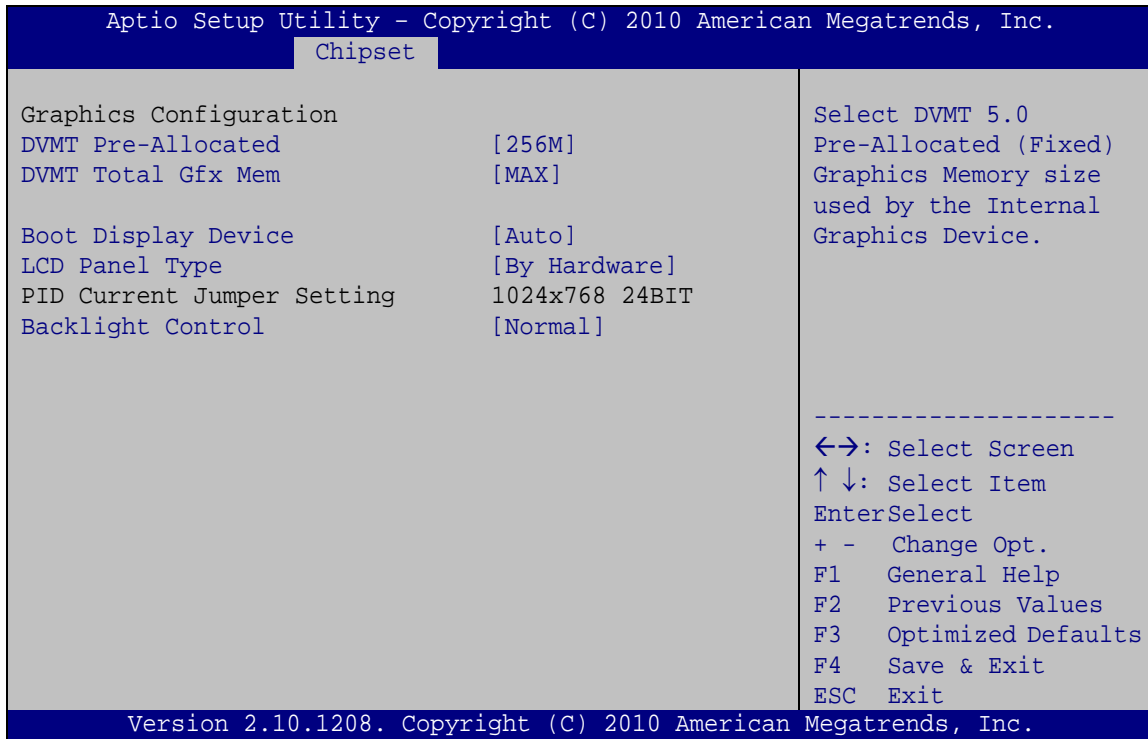 Aptio Setup Utility – Copyright (C) 2010 American Megatrends, Inc.
Chipset
Graphics Configuration
DVMT Pre-Allocated [256M]
DVMT Total Gfx Mem [MAX]
Boot Display Device [Auto]
LCD Panel Type [By Hardware]
PID Current Jumper Setting 1024x768 24BIT
Backlight Control [Normal]
Select DVMT 5.0
Pre-Allocated (Fixed)
Graphics Memory size
used by the Internal
Graphics Device.
---------------------
←→: Select Screen
↑ ↓: Select Item
EnterSelect
+ - Change Opt.
F1 General Help
F2 Previous Values
F3 Optimized Defaults
F4 Save & Exit
ESC Exit
Version 2.10.1208. Copyright (C) 2010 American Megatrends, Inc.